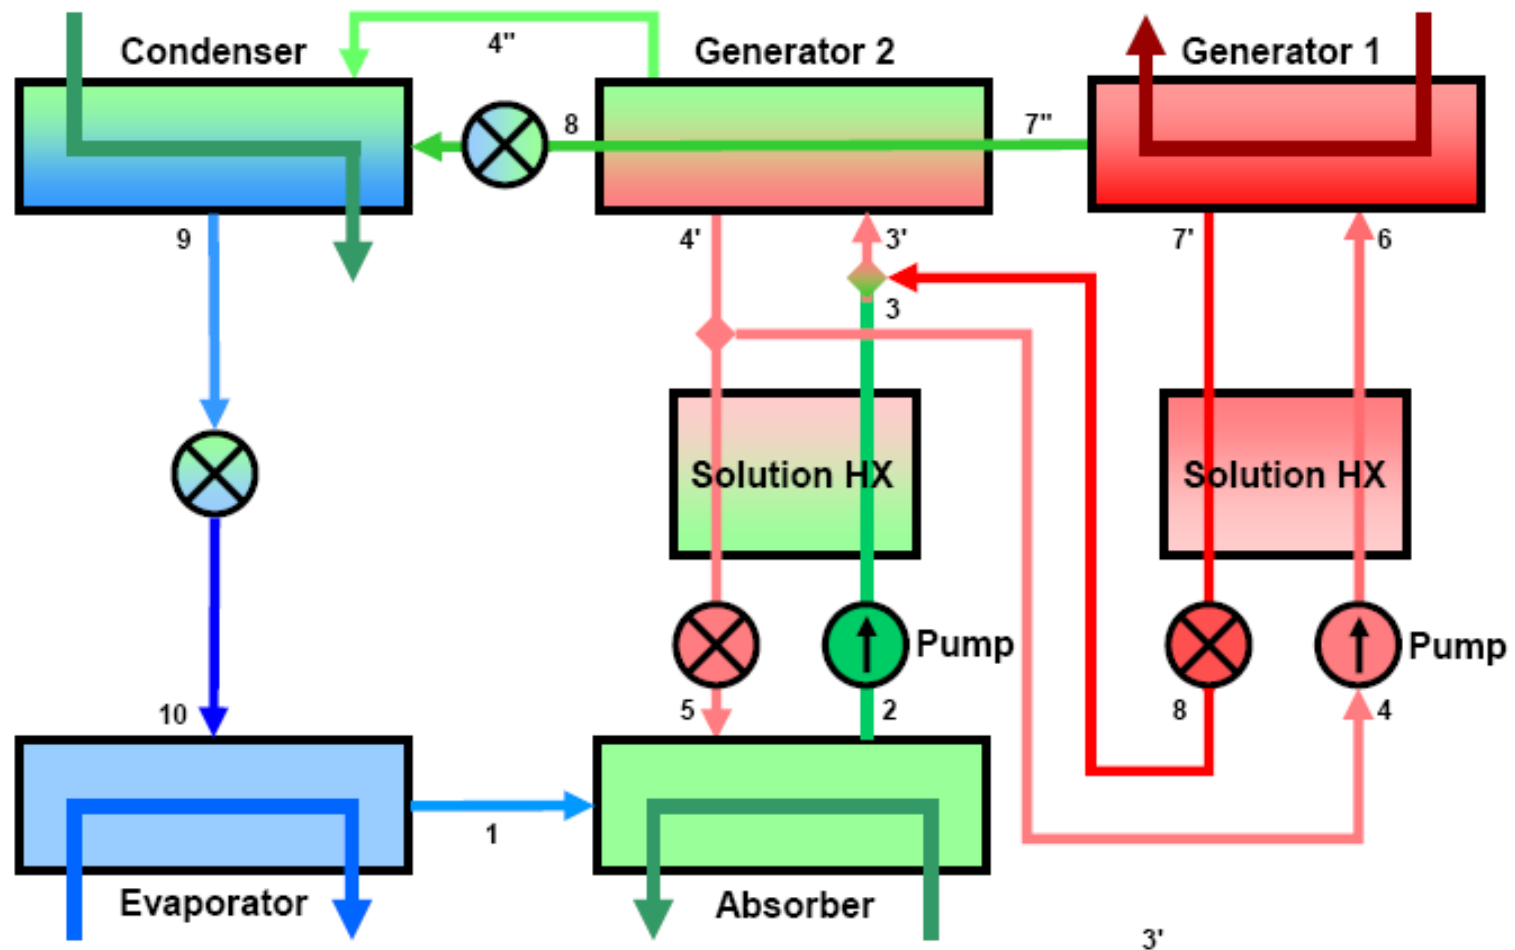 4"
Condenser
Generator 2
Generator 1
8
7"
9
4'
3'
7'
6
3
Solution HX
Solution HX
Pump
Pump
10
5
2
8
4
1
Evaporator
Absorber
3'